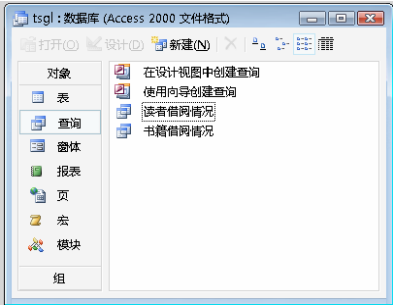 tsgl : 数据库 (Access 2000 文件格式)
打开(O) 设计(D) 新建(N)
对象
表
查询
窗体
报表
页
宏
模块
组
在设计视图中创建查询
使用向导创建查询
读者借阅情况
书籍借阅情况